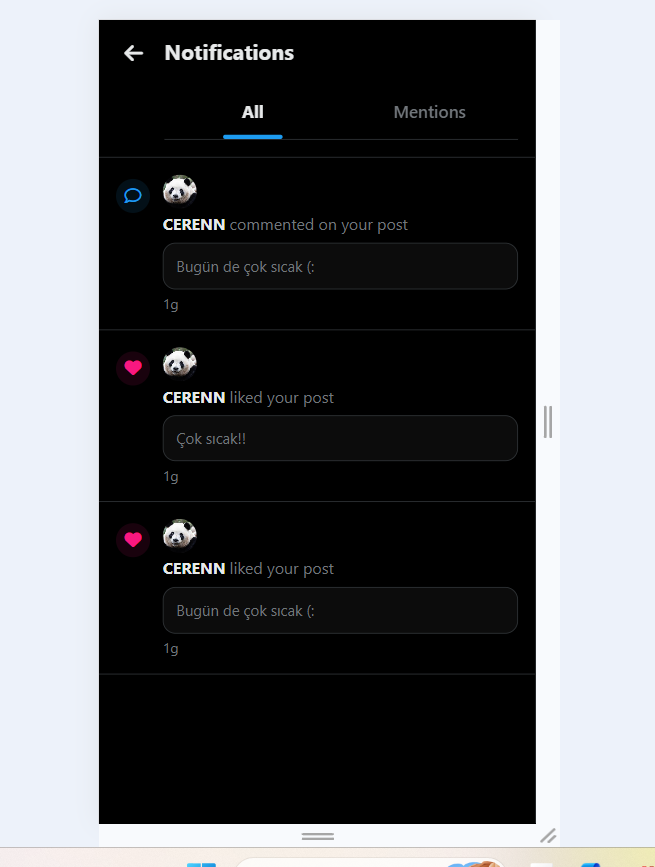 Notifications
All Mentions
CERENN commented on your post
Bugün de çok sıcak (:
1g
CERENN liked your post
Çok sıcak!!
1g
CERENN liked your post
Bugün de çok sıcak (:
1g